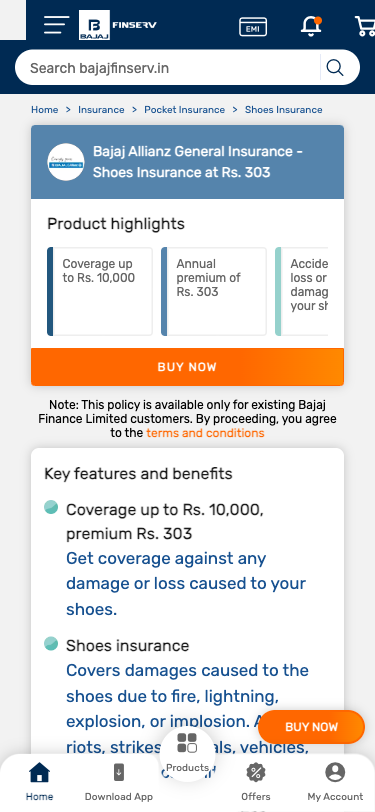 B
BAJAJ
FINSERV
EMI
Search bajajfinserv.in
Home > Insurance > Pocket Insurance > Shoes Insurance
Bajaj Allianz General Insurance -
Shoes Insurance at Rs. 303
Product highlights
Coverage up
to Rs. 10,000
Annual
premium of
Rs. 303
Accide
loss or
damag
your sh
BUY NOW
Note: This policy is available only for existing Bajaj
Finance Limited customers. By proceeding, you agree
to the terms and conditions
Key features and benefits
Coverage up to Rs. 10,000,
premium Rs. 303
Get coverage against any
damage or loss caused to your
shoes.
Shoes insurance
Covers damages caused to the
shoes due to fire, lightning,
explosion, or implosion.
BUY NOW
riots, strikes vehicles,
Products
Home
Download App
Offers
My Account